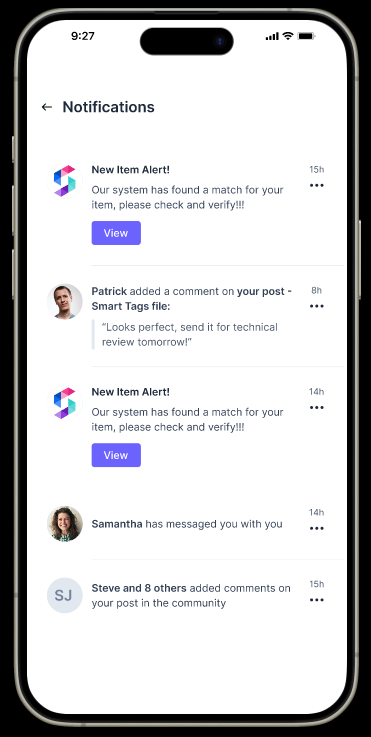 9:27
Notifications
New Item Alert!
15h
Our system has found a match for your
item, please check and verify!!!
View
Patrick added a comment on your post -
8h
Smart Tags file:
“Looks perfect, send it for technical
review tomorrow!”
New Item Alert!
14h
Our system has found a match for your
item, please check and verify!!!
View
14h
Samantha has messaged you with you
SJ
Steve and 8 others added comments on
15h
your post in the community